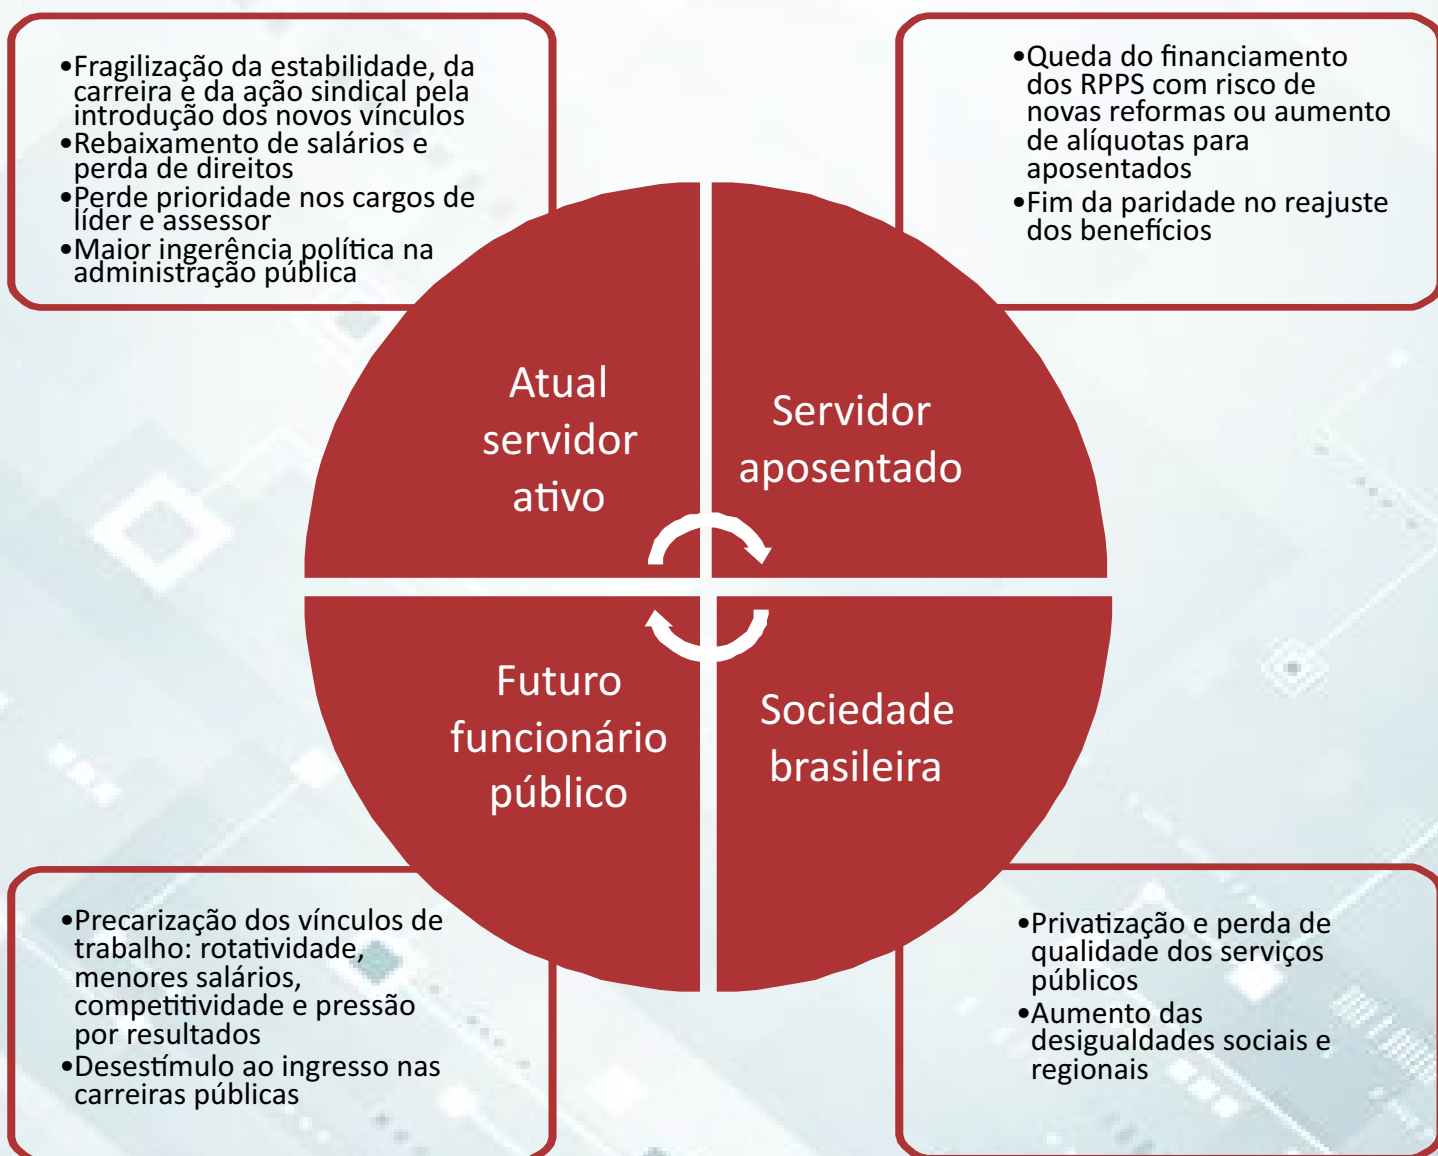 •Fragilização da estabilidade, da
carreira e da ação sindical pela
introdução dos novos vínculos
•Rebaixamento de salários e
perda de direitos
•Perde prioridade nos cargos de
líder e assessor
•Maior ingerência política na
administração pública
•Queda do financiamento
dos RPPS com risco de
novas reformas ou aumento
de alíquotas para
aposentados
•Fim da paridade no reajuste
dos benefícios
Atual
servidor
ativo
Servidor
aposentado
Futuro
funcionário
público
Sociedade
brasileira
•Precarização dos vínculos de
trabalho: rotatividade,
menores salários,
competitividade e pressão
por resultados
•Desestímulo ao ingresso nas
carreiras públicas
•Privatização e perda de
qualidade dos serviços
públicos
•Aumento das
desigualdades sociais e
regionais